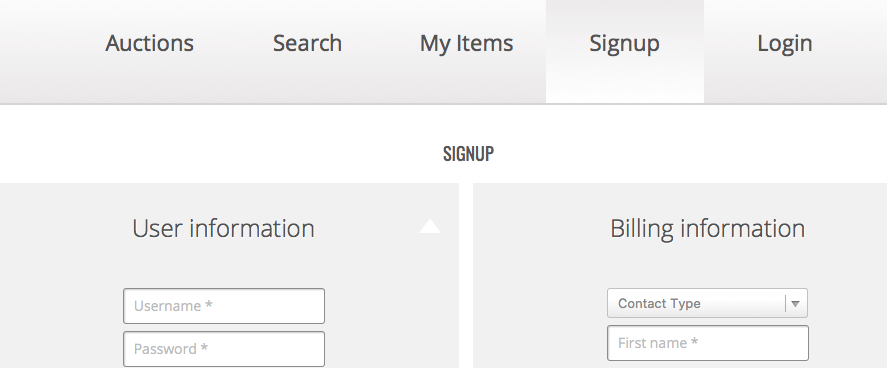 Auctions Search My Items Signup Login
SIGNUP
User information
Username *
Password *
Billing information
Contact Type
First name *